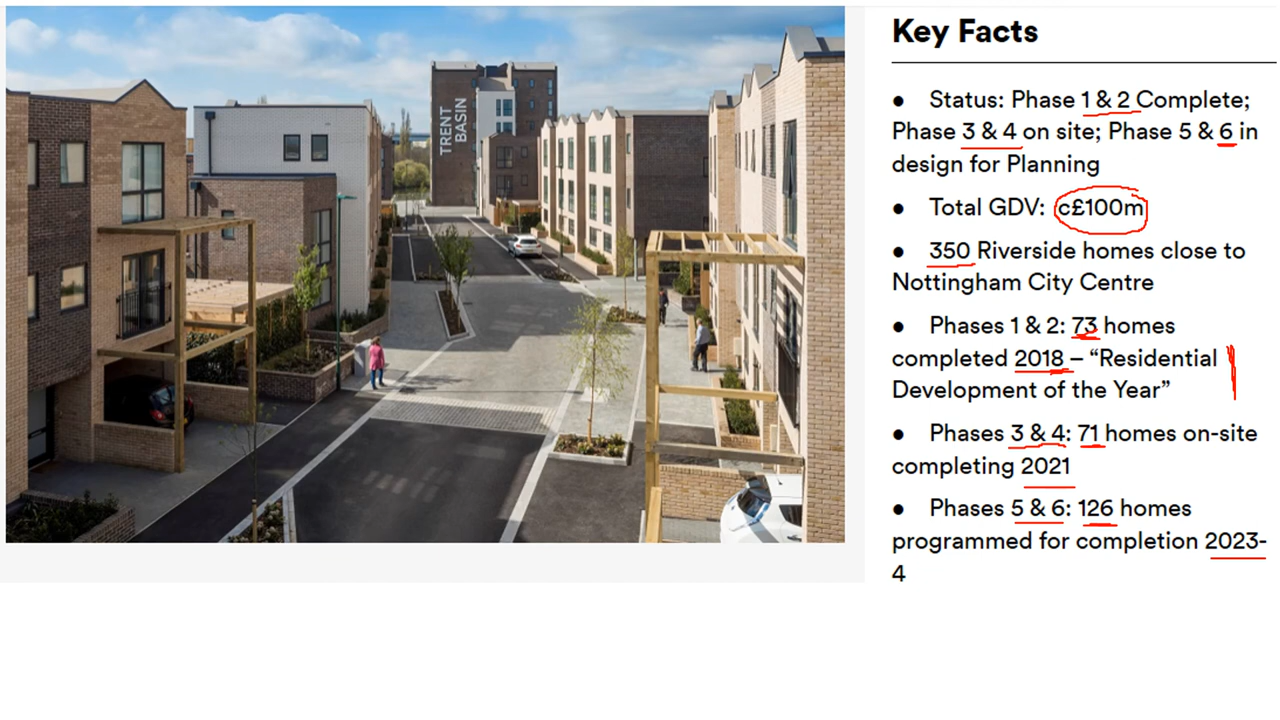 TRENT
BASIN
Key Facts
● Status: Phase 1 & 2 Complete;
Phase 3 & 4 on site; Phase 5 & 6 in
design for Planning
● Total GDV: c£100m
● 350 Riverside homes close to
Nottingham City Centre
● Phases 1 & 2: 73 homes
completed 2018 – “Residential
Development of the Year”
● Phases 3 & 4: 71 homes on-site
completing 2021
● Phases 5 & 6: 126 homes
programmed for completion 2023-
4